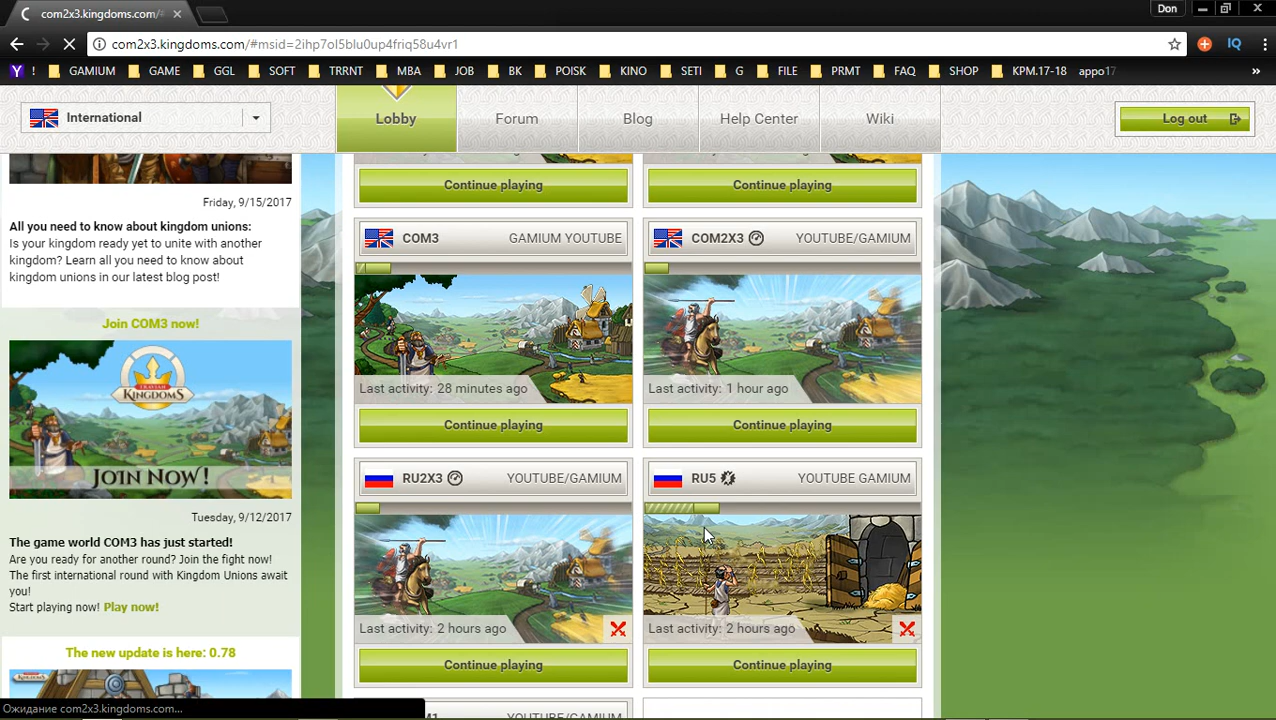 com2x3.kingdoms.com/#
Don
com2x3.kingdoms.com/#msid=2ihp7ol5blu0up4friq58u4vr1
IQ
Y ! GAMIUM GAME GGL SOFT TRRNT MBA JOB BK POISK KINO SETI G FILE PRMT FAQ SHOP KPM.17-18 appo17 »
International
Lobby Forum Blog Help Center Wiki
Log out
Friday, 9/15/2017
All you need to know about kingdom unions:
Is your kingdom ready yet to unite with another
kingdom? Learn all you need to know about
kingdom unions in our latest blog post!
Join COM3 now!
TRAVIAN
KINGDOMS
JOIN NOW!
Tuesday, 9/12/2017
The game world COM3 has just started!
Are you ready for another round? Join the fight now!
The first international round with Kingdom Unions await
you!
Start playing now! Play now!
The new update is here: 0.78
KINGDOMS
Continue playing
Continue playing
COM3 GAMIUM YOUTUBE
Last activity: 28 minutes ago
Continue playing
COM2X3 YOUTUBE/GAMIUM
Last activity: 1 hour ago
Continue playing
RU2X3 YOUTUBE/GAMIUM
Last activity: 2 hours ago
Continue playing
RU5 YOUTUBE GAMIUM
Last activity: 2 hours ago
Continue playing
YOUTUBE/GAMIUM
Ожидание com2x3.kingdoms.com...